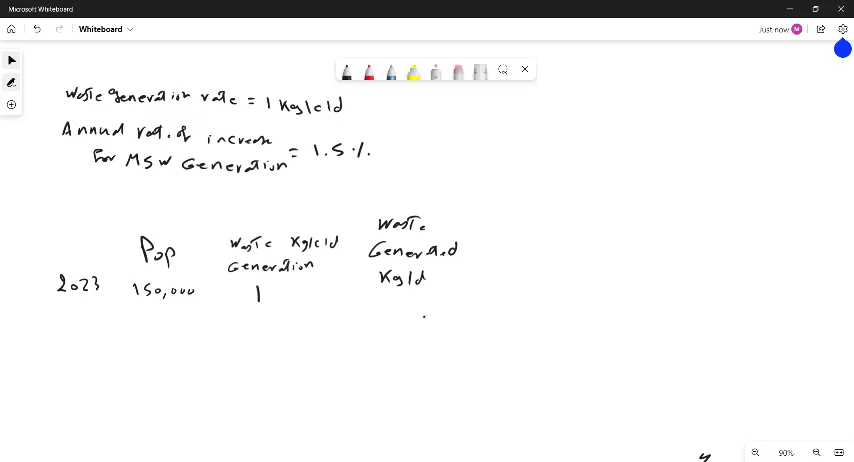 Microsoft Whiteboard
Whiteboard
Just now M
Waste generation rate = 1 Kg/c/d
Annual rate of increase
For MSW Generation = 1.5 %.
Pop
Waste Kg/c/d
Generation
Waste
Generated
Kg/d
2023 150,000 1
90%